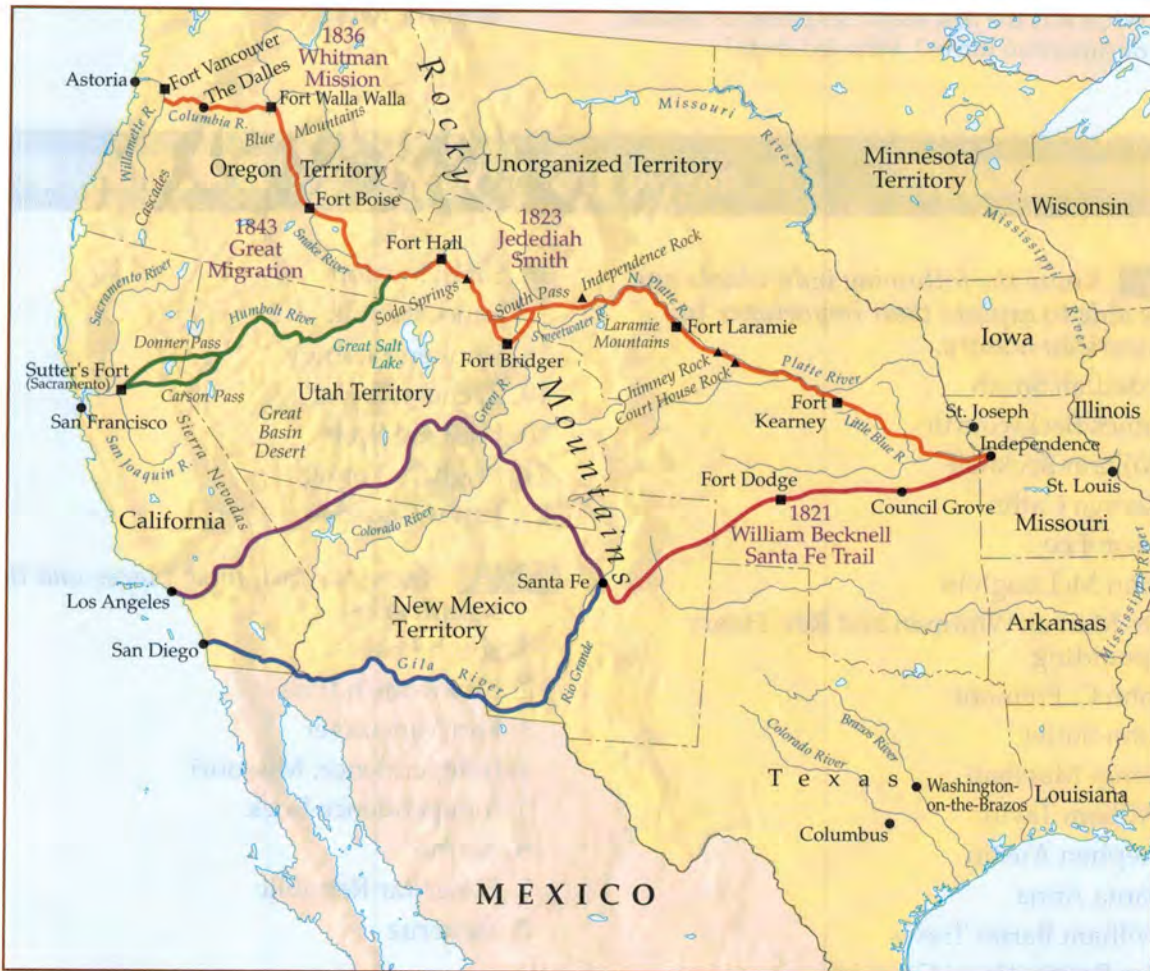 Astoria
Fort Vancouver
The Dalles
1836
Whitman
Mission
Fort Walla Walla
Columbia R.
Willamette R.
Blue Mountains
Cascades
Oregon Territory
Fort Boise
Rocky Mountains
Missouri River
Unorganized Territory
Minnesota
Territory
Wisconsin
Mississippi River
1843
Great
Migration
Snake River
Fort Hall
Soda Springs
1823
Jedediah
Smith
South Pass
Independence Rock
Sweetwater R.
Platte R.
Laramie
Mountains
Fort Laramie
Fort Bridger
Green R.
Chimney Rock
Court House Rock
Platte River
Fort
Kearney
Little Blue R.
Iowa
Illinois
St. Joseph
Independence
St. Louis
Missouri
Sacramento River
Humbolt River
Donner Pass
Great Salt
Lake
Sutter's Fort
(Sacramento)
Carson Pass
San Francisco
San Joaquin R.
Sierra Nevadas
Great
Basin
Desert
Utah Territory
California
Colorado River
Fort Dodge
Council Grove
1821
William Becknell
Santa Fe Trail
Los Angeles
San Diego
Santa Fe
New Mexico
Territory
Gila River
Rio Grande
Arkansas
Mississippi River
Colorado River
Brazos River
Texas
Washington-
on-the-Brazos
Columbus
Louisiana
MEXICO